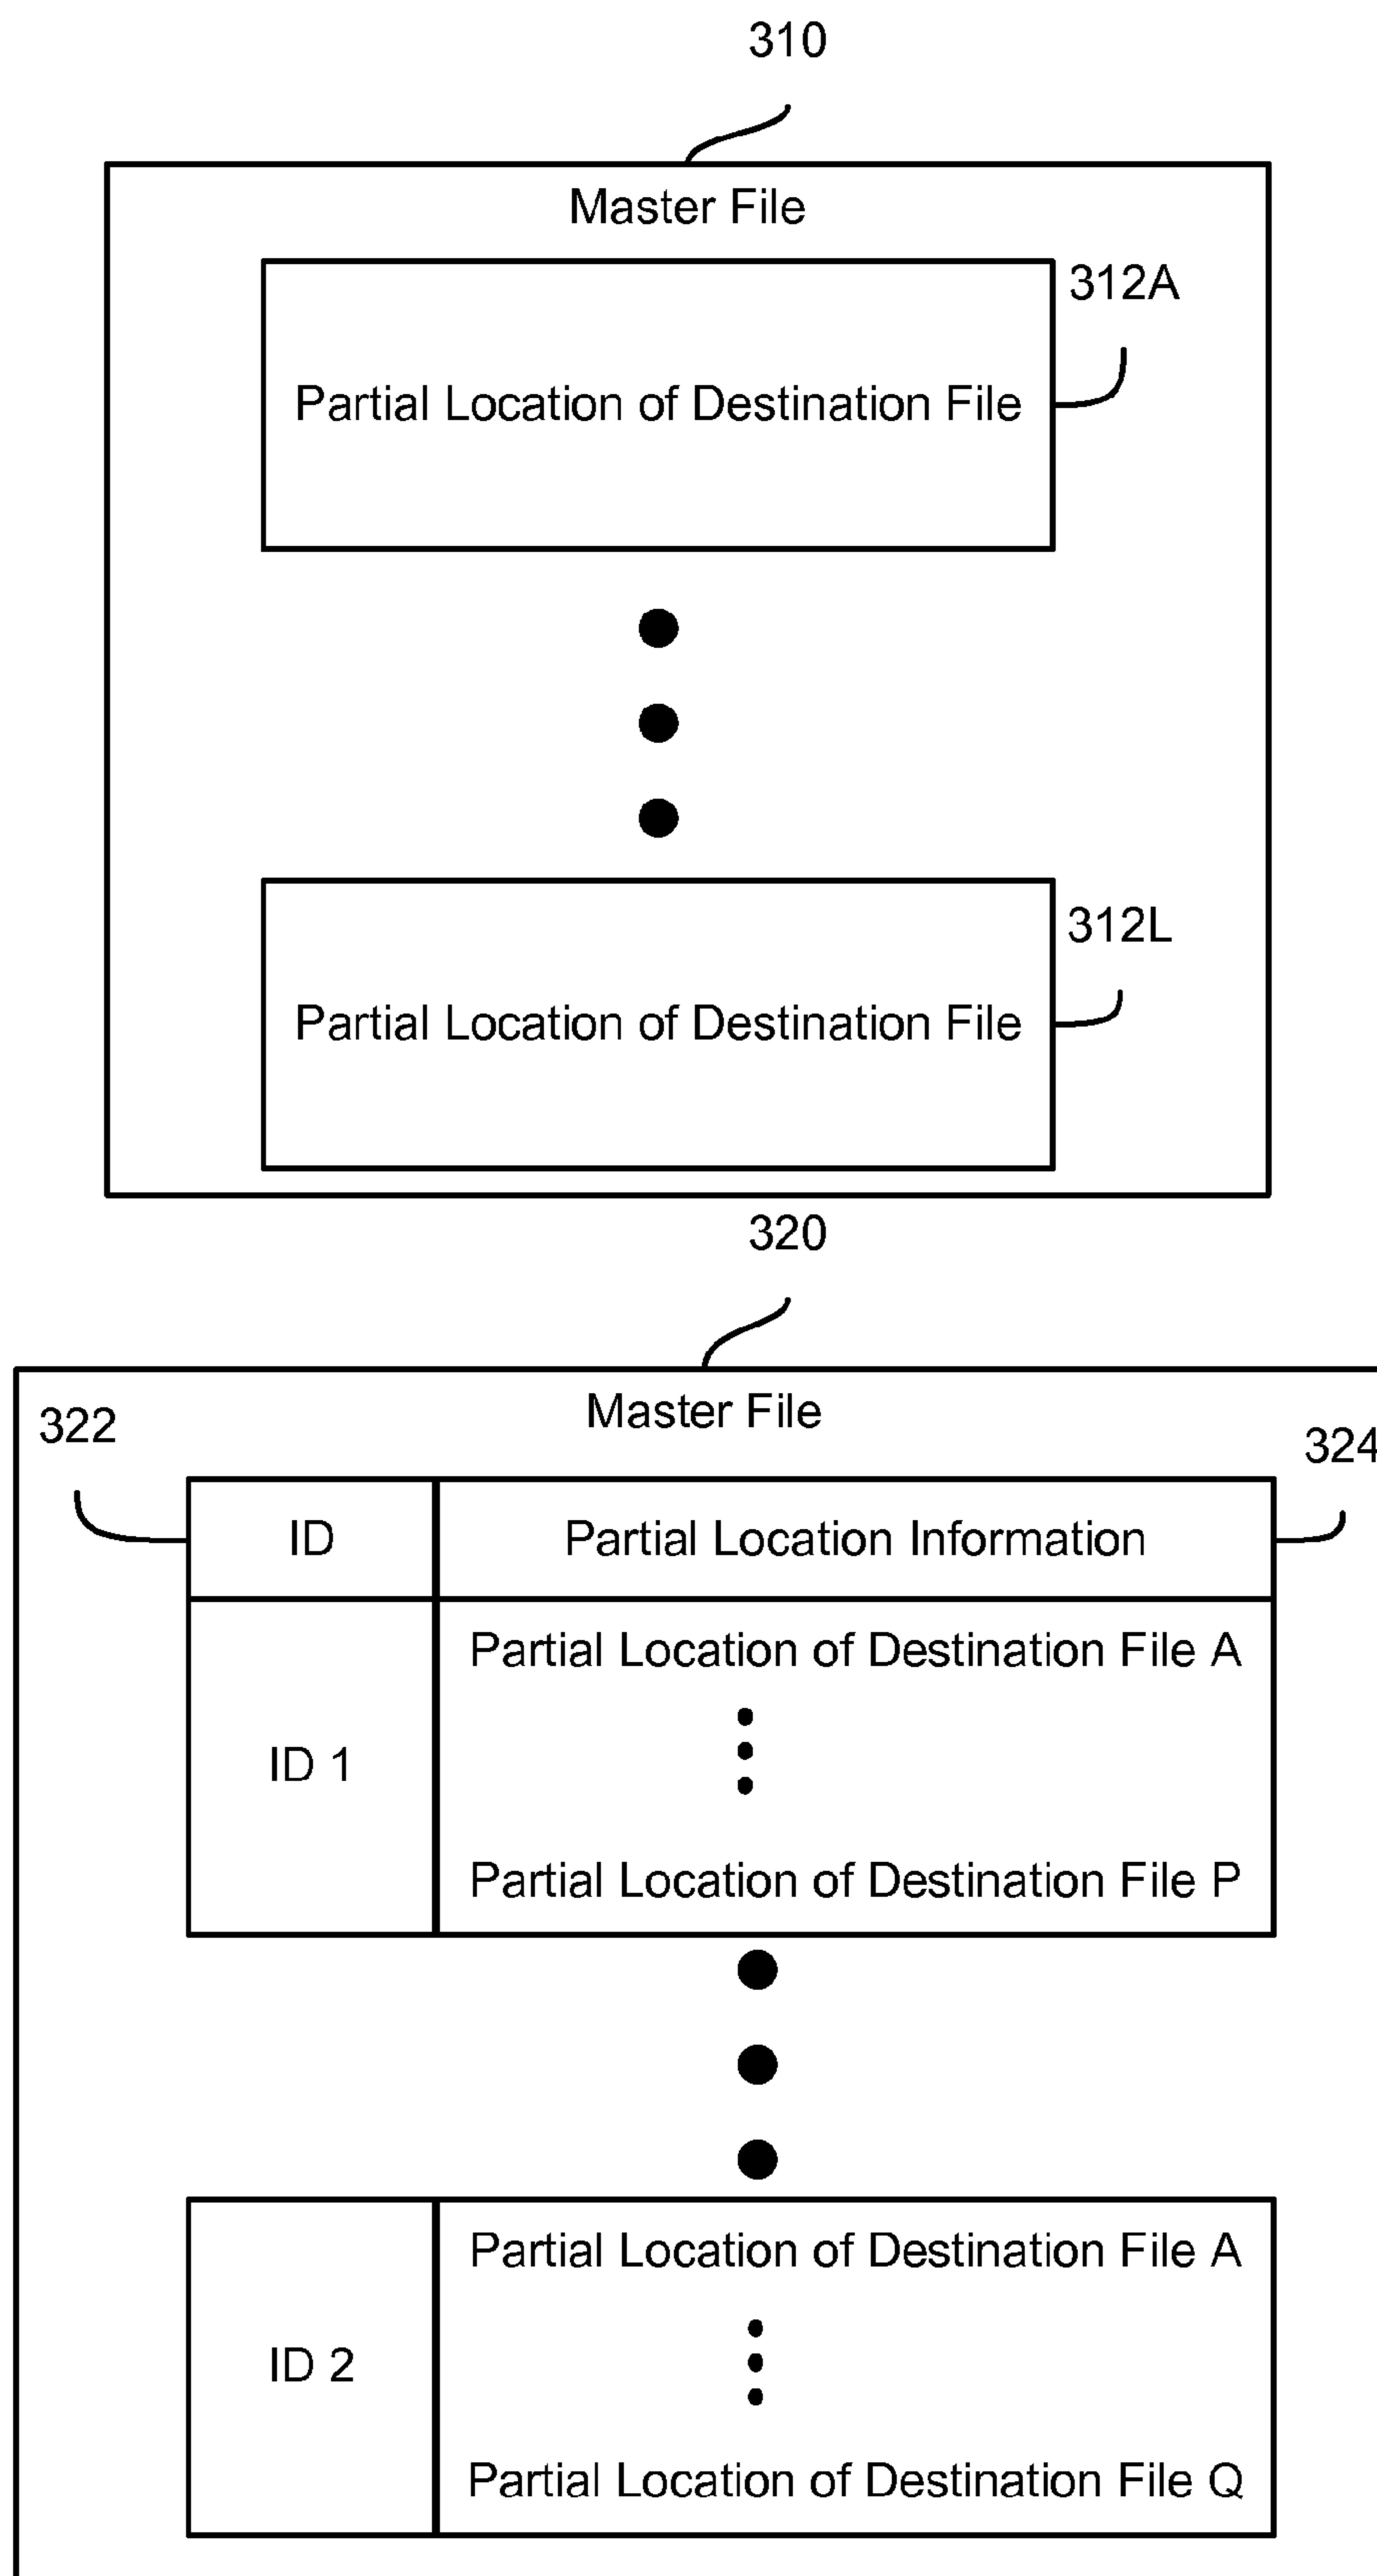 310
Master File
312A
Partial Location of Destination File
312L
Partial Location of Destination File
320
Master File
322
324
ID
Partial Location Information
Partial Location of Destination File A
ID 1
Partial Location of Destination File P
Partial Location of Destination File A
ID 2
Partial Location of Destination File Q